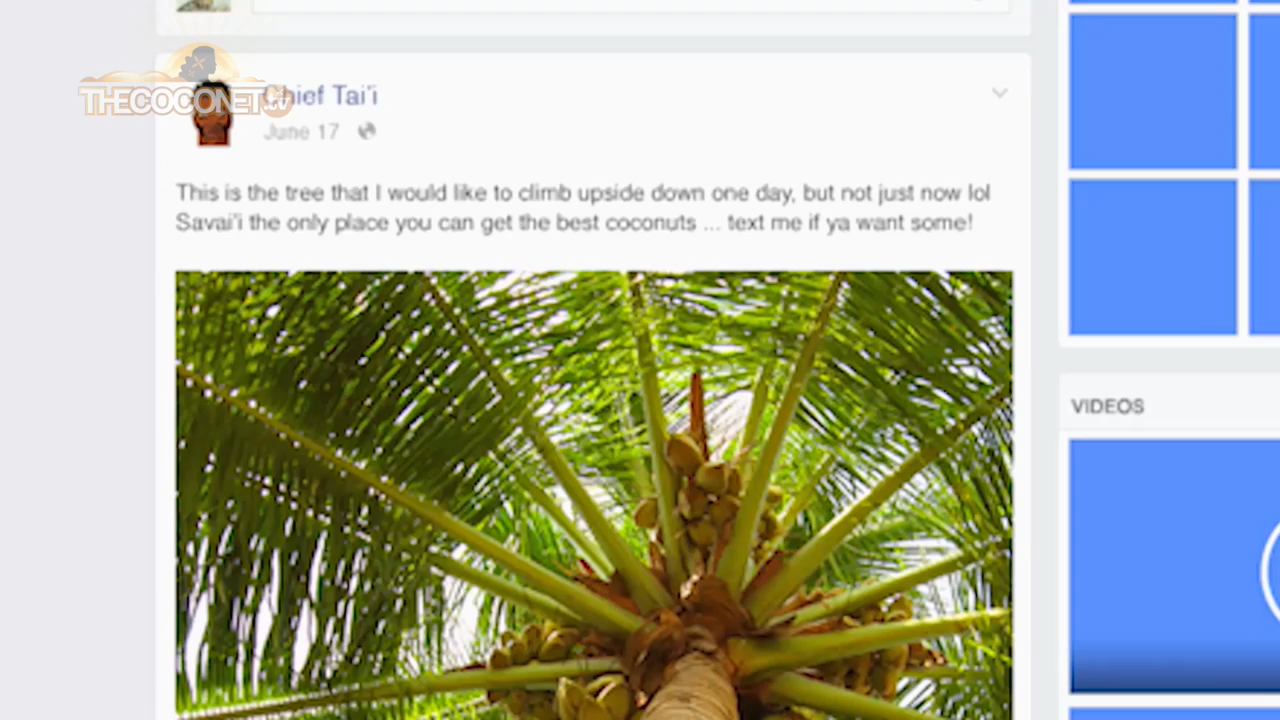 THECOCONET.tv
Chief Tai'i
June 17
This is the tree that I would like to climb upside down one day, but not just now lol
Savai'i the only place you can get the best coconuts ... text me if ya want some!
VIDEOS